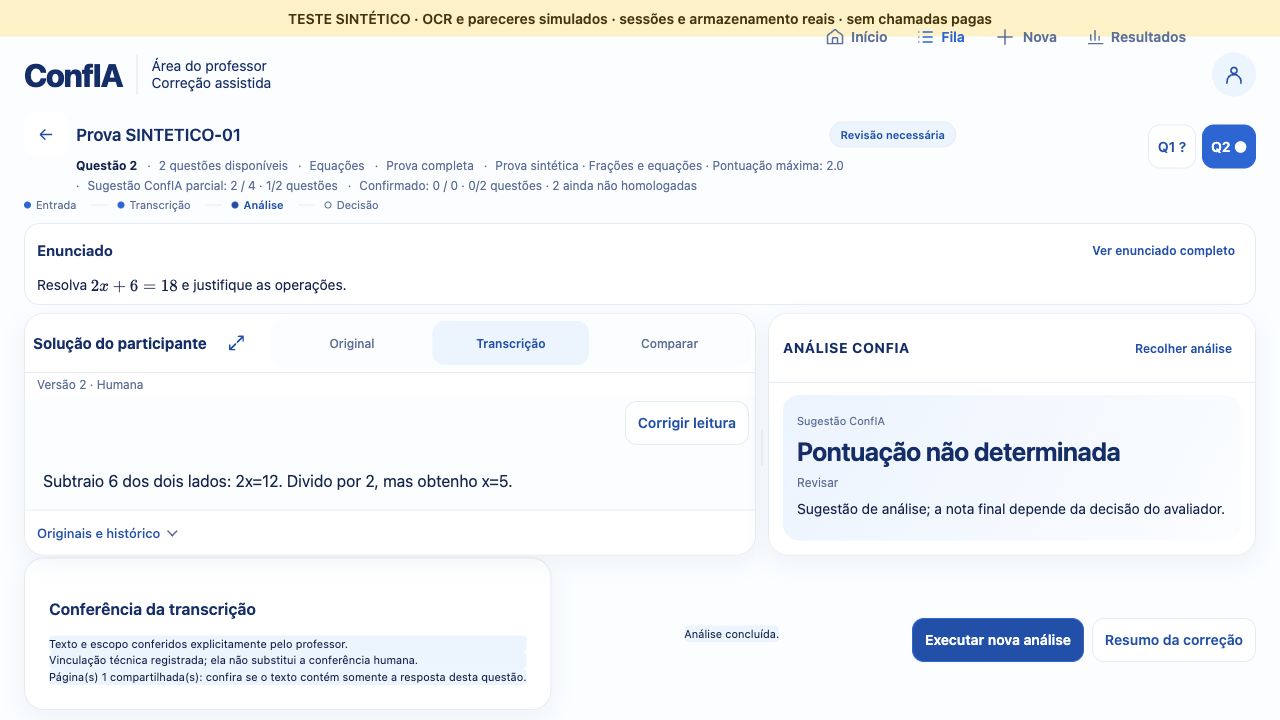 TESTE SINTÉTICO · OCR e pareceres simulados · sessões e armazenamento reais · sem chamadas pagas
Início Fila Nova Resultados
ConfIA
Área do professor
Correção assistida
Prova SINTETICO-01
Revisão necessária
Q1 ? Q2
Questão 2 · 2 questões disponíveis · Equações · Prova completa · Prova sintética · Frações e equações · Pontuação máxima: 2.0
· Sugestão ConfIA parcial: 2 / 4 · 1/2 questões · Confirmado: 0 / 0 · 0/2 questões · 2 ainda não homologadas
Entrada Transcrição Análise Decisão
Enunciado
Ver enunciado completo
Resolva 2x + 6 = 18 e justifique as operações.
Solução do participante
Original Transcrição Comparar
Versão 2 · Humana
Corrigir leitura
Subtraio 6 dos dois lados: 2x=12. Divido por 2, mas obtenho x=5.
Originais e histórico
ANÁLISE CONFIA
Recolher análise
Sugestão ConfIA
Pontuação não determinada
Revisar
Sugestão de análise; a nota final depende da decisão do avaliador.
Conferência da transcrição
Texto e escopo conferidos explicitamente pelo professor.
Vinculação técnica registrada; ela não substitui a conferência humana.
Página(s) 1 compartilhada(s): confira se o texto contém somente a resposta desta questão.
Análise concluída.
Executar nova análise
Resumo da correção